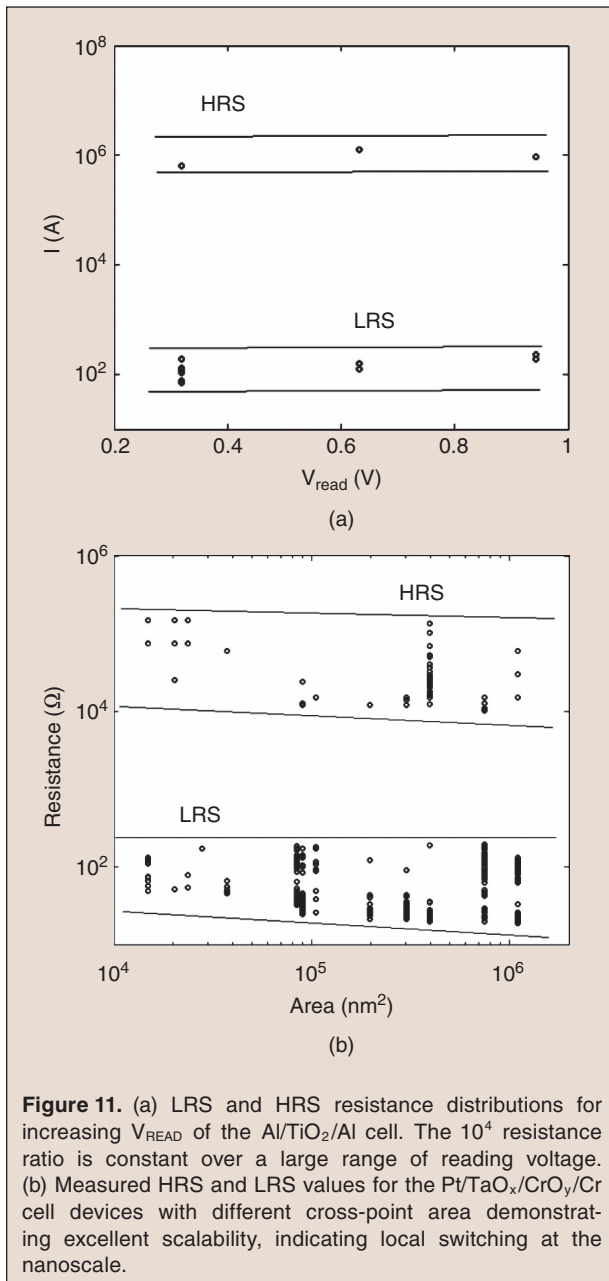 10⁸
HRS
10⁶
I (A)
10⁴
LRS
10²
0.2 0.4 0.6 0.8 1
V_read (V)
(a)
10⁶
HRS
Resistance (Ω)
10⁴
LRS
10²
10⁴ 10⁵ 10⁶
Area (nm²)
(b)
Figure 11. (a) LRS and HRS resistance distributions for
increasing V_READ of the Al/TiO₂/Al cell. The 10⁴ resistance
ratio is constant over a large range of reading voltage.
(b) Measured HRS and LRS values for the Pt/TaOₓ/CrO_y/Cr
cell devices with different cross-point area demonstrat-
ing excellent scalability, indicating local switching at the
nanoscale.